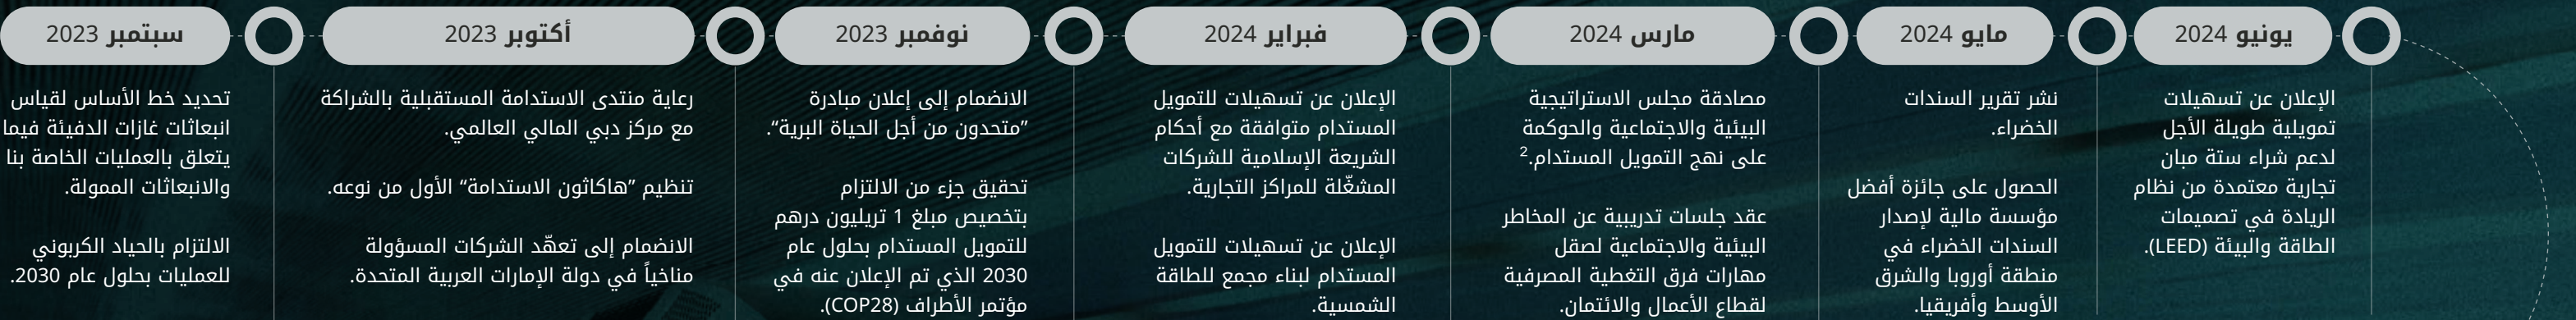 يونيو 2024
الإعلان عن تسهيلات
تمويلية طويلة الأجل
لدعم شراء ستة مبان
تجارية معتمدة من نظام
الريادة في تصميمات
الطاقة والبيئة (LEED).
مايو 2024
نشر تقرير السندات
الخضراء.
الحصول على جائزة أفضل
مؤسسة مالية لإصدار
السندات الخضراء في
منطقة أوروبا والشرق
الأوسط وأفريقيا.
مارس 2024
مصادقة مجلس الاستراتيجية
البيئية والاجتماعية والحوكمة
على نهج التمويل المستدام.2
عقد جلسات تدريبية عن المخاطر
البيئية والاجتماعية لصقل
مهارات فرق التغطية المصرفية
لقطاع الأعمال والائتمان.
فبراير 2024
الإعلان عن تسهيلات للتمويل
المستدام متوافقة مع أحكام
الشريعة الإسلامية للشركات
المشغّلة للمراكز التجارية.
الإعلان عن تسهيلات للتمويل
المستدام لبناء مجمع للطاقة
الشمسية.
نوفمبر 2023
الانضمام إلى إعلان مبادرة
”متحدون من أجل الحياة البرية“.
تحقيق جزء من الالتزام
بتخصيص مبلغ 1 تريليون درهم
للتمويل المستدام بحلول عام
2030 الذي تم الإعلان عنه في
مؤتمر الأطراف (COP28).
أكتوبر 2023
رعاية منتدى الاستدامة المستقبلية بالشراكة
مع مركز دبي المالي العالمي.
تنظيم ”هاكاثون الاستدامة“ الأول من نوعه.
الانضمام إلى تعهّد الشركات المسؤولة
مناخياً في دولة الإمارات العربية المتحدة.
سبتمبر 2023
تحديد خط الأساس لقياس
انبعاثات غازات الدفيئة فيما
يتعلق بالعمليات الخاصة بنا
والانبعاثات الممولة.
الالتزام بالحياد الكربوني
للعمليات بحلول عام 2030.